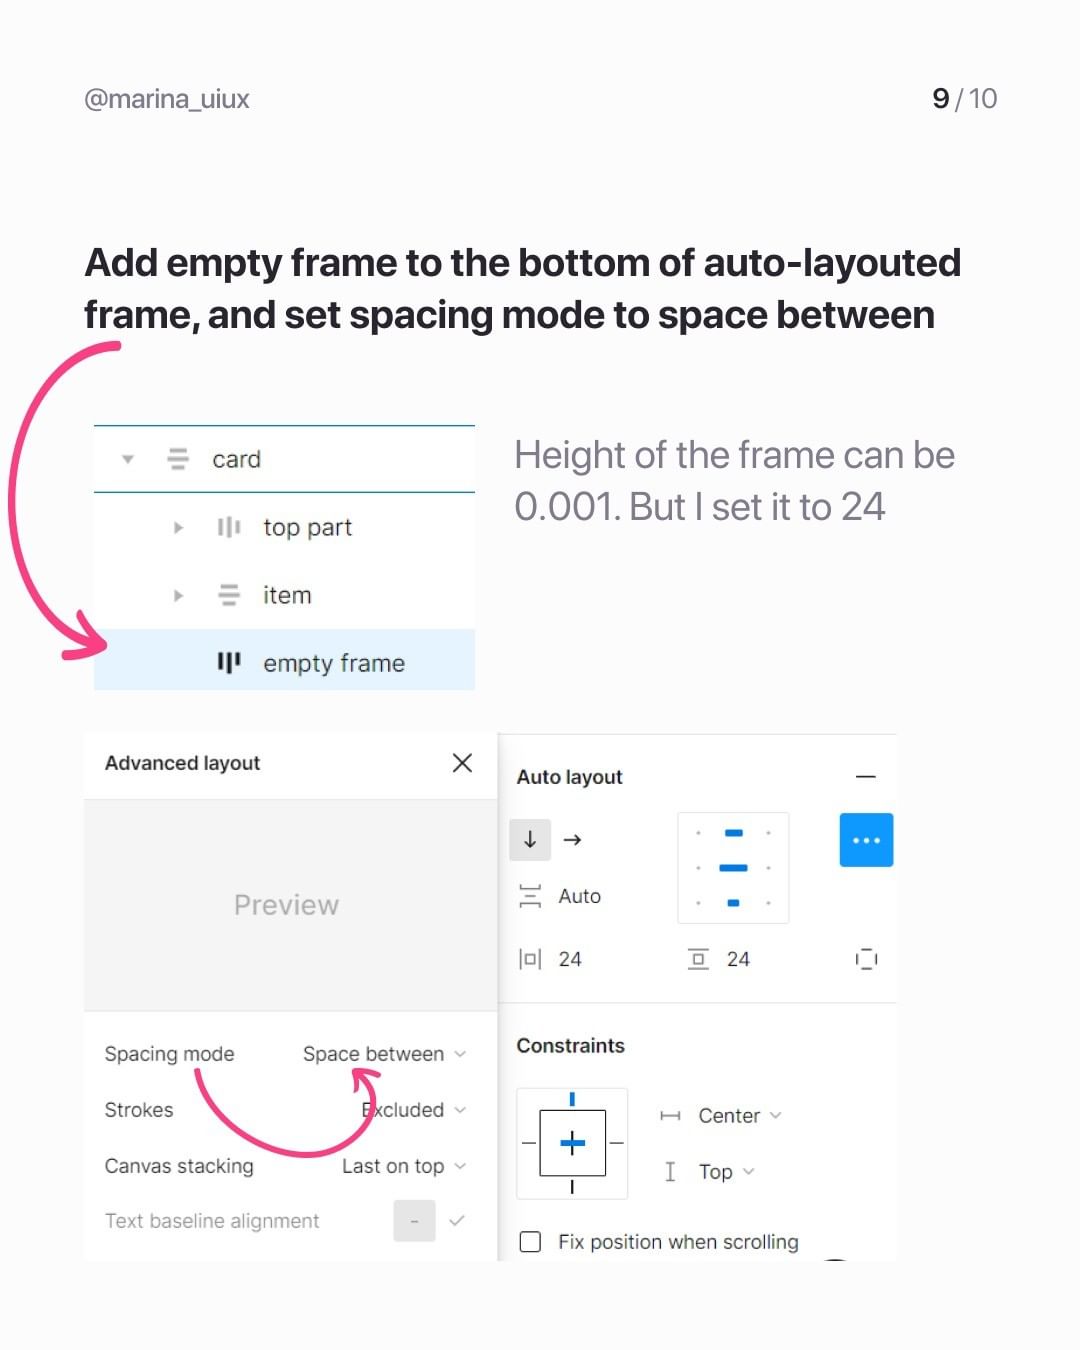 @marina_uiux
9/10
Add empty frame to the bottom of auto-layouted
frame, and set spacing mode to space between
card
top part
item
empty frame
Height of the frame can be
0.001. But I set it to 24
Advanced layout
Preview
Spacing mode Space between
Strokes Excluded
Canvas stacking Last on top
Text baseline alignment -
Auto layout
Auto
24 24
Constraints
Center
Top
Fix position when scrolling